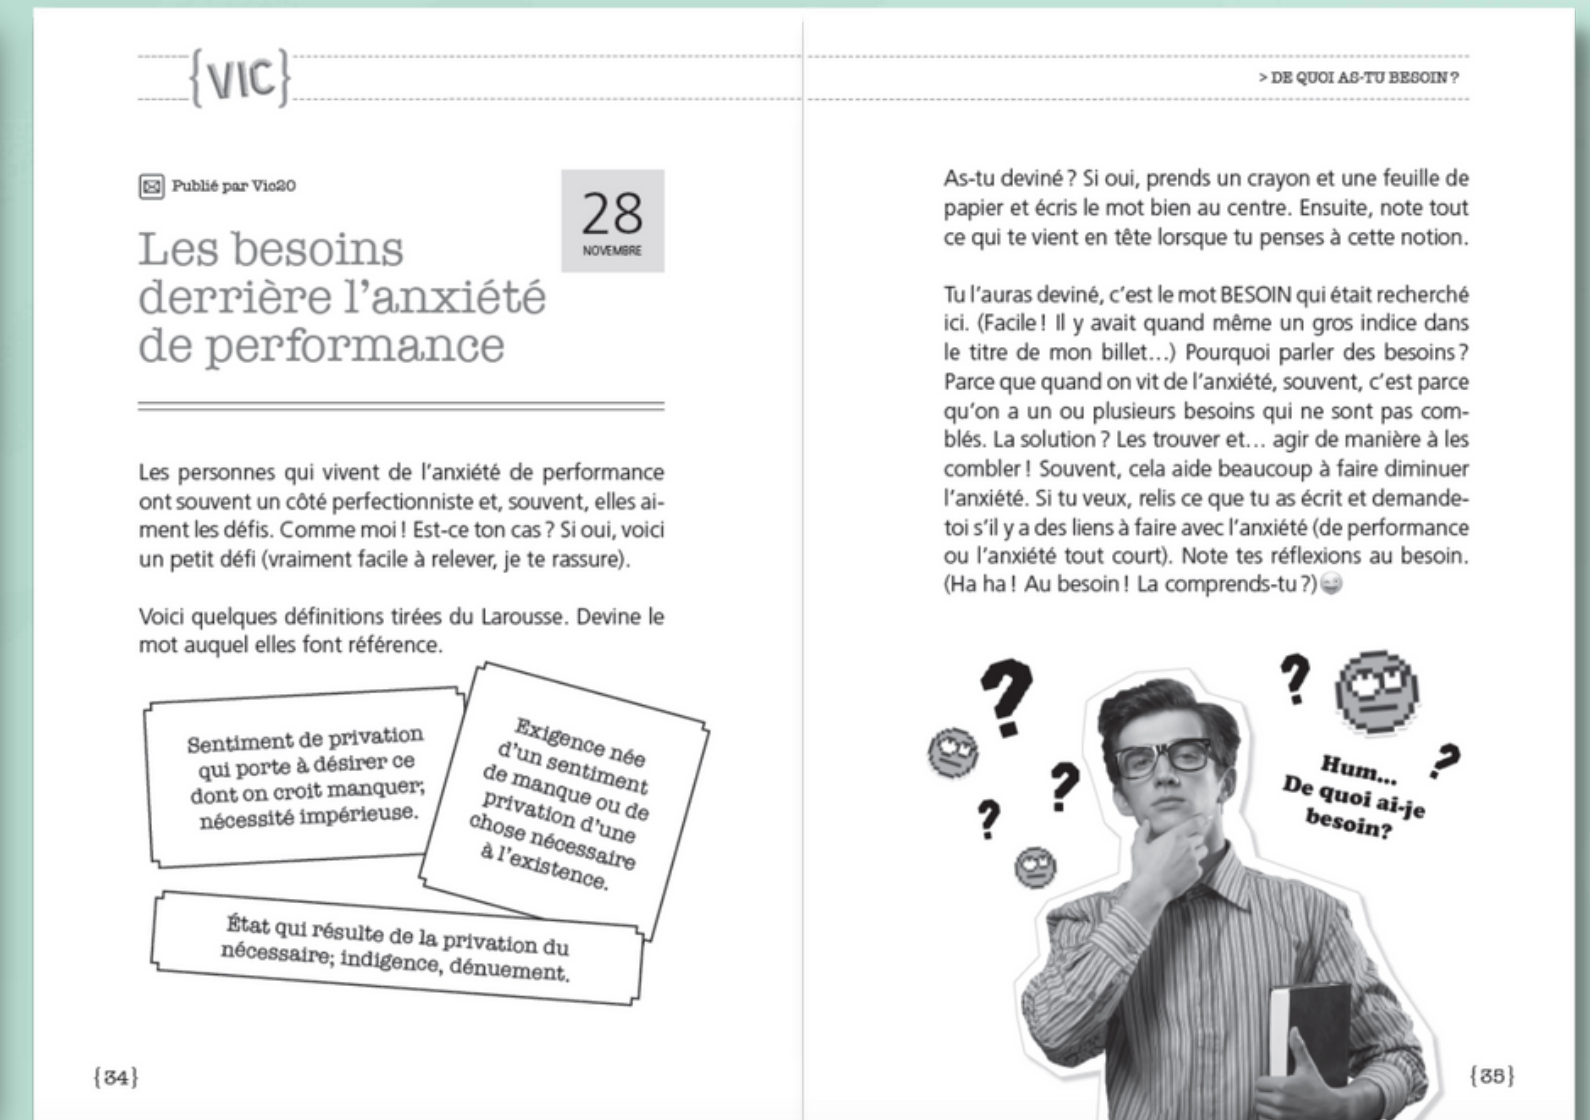 {VIC}
Publié par Vic20
28
NOVEMBRE
Les besoins
derrière l'anxiété
de performance
Les personnes qui vivent de l'anxiété de performance
ont souvent un côté perfectionniste et, souvent, elles ai-
ment les défis. Comme moi ! Est-ce ton cas ? Si oui, voici
un petit défi (vraiment facile à relever, je te rassure).
Voici quelques définitions tirées du Larousse. Devine le
mot auquel elles font référence.
Sentiment de privation
qui porte à désirer ce
dont on croit manquer;
nécessité impérieuse.
Exigence née
d'un sentiment
de manque ou de
privation d'une
chose nécessaire
à l'existence.
État qui résulte de la privation du
nécessaire; indigence, dénuement.
{34}
> DE QUOI AS-TU BESOIN ?
As-tu deviné ? Si oui, prends un crayon et une feuille de
papier et écris le mot bien au centre. Ensuite, note tout
ce qui te vient en tête lorsque tu penses à cette notion.
Tu l'auras deviné, c'est le mot BESOIN qui était recherché
ici. (Facile ! Il y avait quand même un gros indice dans
le titre de mon billet…) Pourquoi parler des besoins ?
Parce que quand on vit de l'anxiété, souvent, c'est parce
qu'on a un ou plusieurs besoins qui ne sont pas com-
blés. La solution ? Les trouver et… agir de manière à les
combler ! Souvent, cela aide beaucoup à faire diminuer
l'anxiété. Si tu veux, relis ce que tu as écrit et demande-
toi s'il y a des liens à faire avec l'anxiété (de performance
ou l'anxiété tout court). Note tes réflexions au besoin.
(Ha ha ! Au besoin ! La comprends-tu ?)
? ? ? ? ?
Hum...
De quoi ai-je
besoin?
{35}